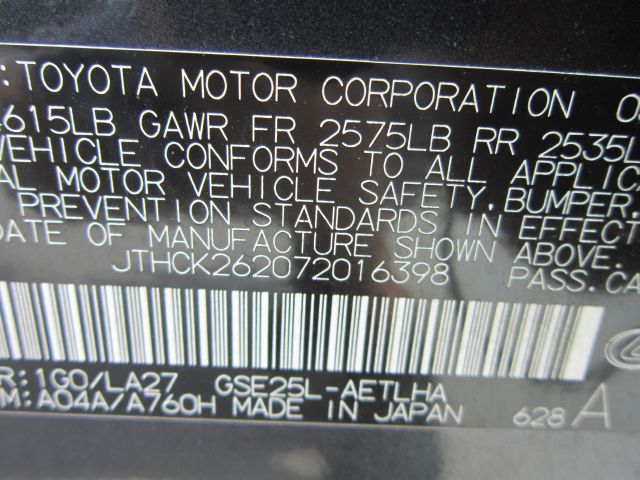 : TOYOTA MOTOR CORPORATION
615LB GAWR FR 2575LB RR 2535L
VEHICLE CONFORMS TO ALL APPLIC
AL MOTOR VEHICLE SAFETY, BUMPER,
PREVENTION STANDARDS IN EFFECT
DATE OF MANUFACTURE SHOWN ABOVE.
JTHCK262072016398 PASS.CA
R:1G0/LA27 GSE25L-AETLHA
M:A04A/A760H MADE IN JAPAN 628 A